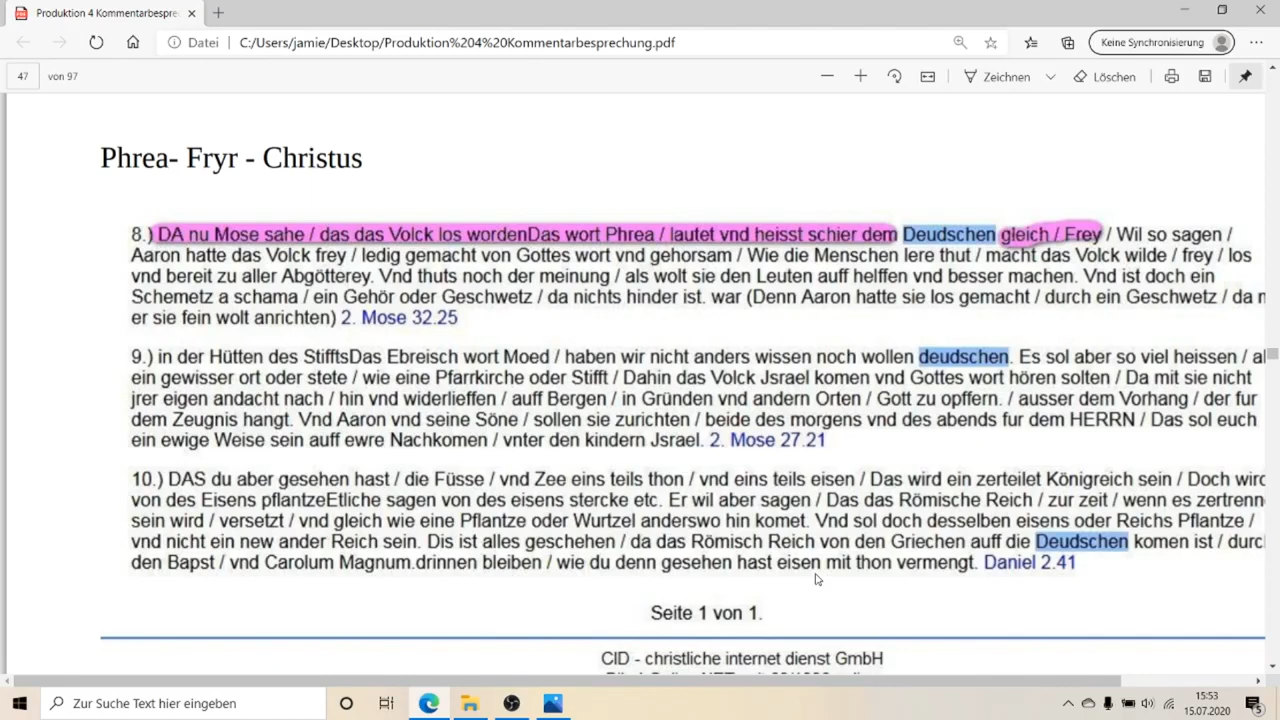 Produktion 4 Kommentarbespre
Datei C:/Users/jamie/Desktop/Produktion%204%20Kommentarbesprechung.pdf Keine Synchronisierung
47 von 97 Zeichnen Löschen
Phrea- Fryr - Christus
8.) DA nu Mose sahe / das das Volck los wordenDas wort Phrea / lautet vnd heisst schier dem Deudschen gleich / Frey / Wil so sagen /
Aaron hatte das Volck frey / ledig gemacht von Gottes wort vnd gehorsam / Wie die Menschen lere thut / macht das Volck wilde / frey / los
vnd bereit zu aller Abgötterey. Vnd thuts noch der meinung / als wolt sie den Leuten auff helffen vnd besser machen. Vnd ist doch ein
Schemetz a schama / ein Gehör oder Geschwetz / da nichts hinder ist. war (Denn Aaron hatte sie los gemacht / durch ein Geschwetz / da
er sie fein wolt anrichten) 2. Mose 32.25
9.) in der Hütten des StifftsDas Ebreisch wort Moed / haben wir nicht anders wissen noch wollen deudschen. Es sol aber so viel heissen /
ein gewisser ort oder stete / wie eine Pfarrkirche oder Stifft / Dahin das Volck Jsrael komen vnd Gottes wort hören solten / Da mit sie nicht
jrer eigen andacht nach / hin vnd widerlieffen / auff Bergen / in Gründen vnd andern Orten / Gott zu opffern. / ausser dem Vorhang / der fur
dem Zeugnis hangt. Vnd Aaron vnd seine Söne / sollen sie zurichten / beide des morgens vnd des abends fur dem HERRN / Das sol euch
ein ewige Weise sein auff ewre Nachkomen / vnter den kindern Jsrael. 2. Mose 27.21
10.) DAS du aber gesehen hast / die Füsse / vnd Zee eins teils thon / vnd eins teils eisen / Das wird ein zerteilet Königreich sein / Doch wird
von des Eisens pflantzeEtliche sagen von des eisens stercke etc. Er wil aber sagen / Das das Römische Reich / zur zeit / wenn es zertrenn
sein wird / versetzt / vnd gleich wie eine Pflantze oder Wurtzel anderswo hin komet. Vnd sol doch desselben eisens oder Reichs Pflantze /
vnd nicht ein new ander Reich sein. Dis ist alles geschehen / da das Römisch Reich von den Griechen auff die Deudschen komen ist / durc
den Bapst / vnd Carolum Magnum.drinnen bleiben / wie du denn gesehen hast eisen mit thon vermengt. Daniel 2.41
Seite 1 von 1.
CID - christliche internet dienst GmbH
Zur Suche Text hier eingeben
15:53
15.07.2020
5